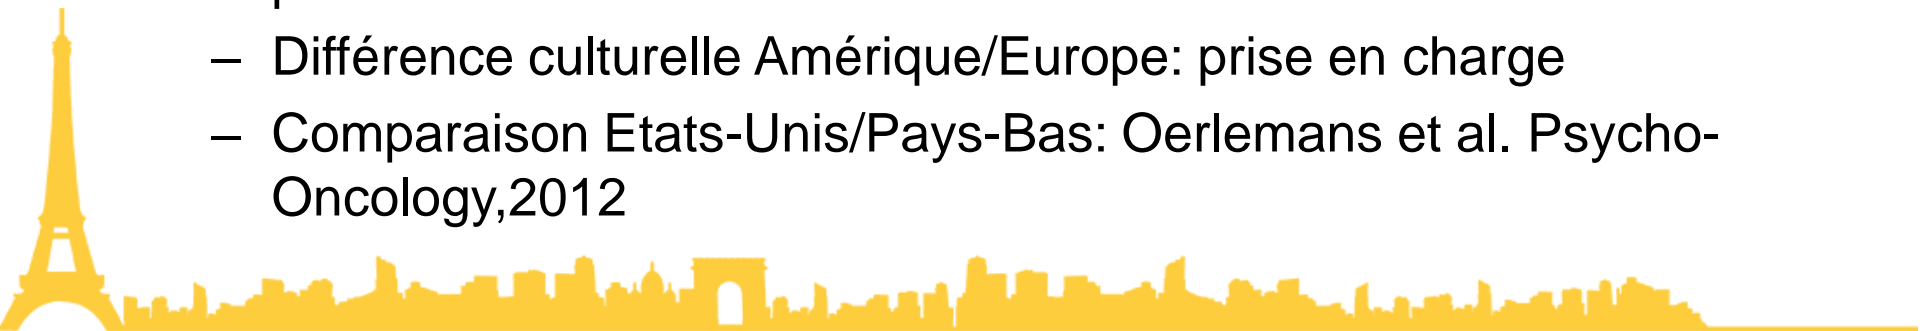 – Différence culturelle Amérique/Europe: prise en charge
– Comparaison Etats-Unis/Pays-Bas: Oerlemans et al. Psycho-
Oncology,2012